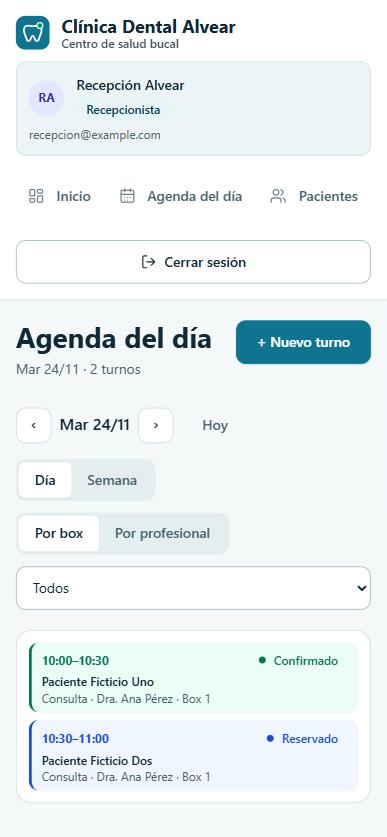 Clínica Dental Alvear
Centro de salud bucal
RA
Recepción Alvear
Recepcionista
recepcion@example.com
Inicio
Agenda del día
Pacientes
Cerrar sesión
Agenda del día
+ Nuevo turno
Mar 24/11 · 2 turnos
‹
Mar 24/11
›
Hoy
Día
Semana
Por box
Por profesional
Todos
10:00–10:30
● Confirmado
Paciente Ficticio Uno
Consulta · Dra. Ana Pérez · Box 1
10:30–11:00
● Reservado
Paciente Ficticio Dos
Consulta · Dra. Ana Pérez · Box 1